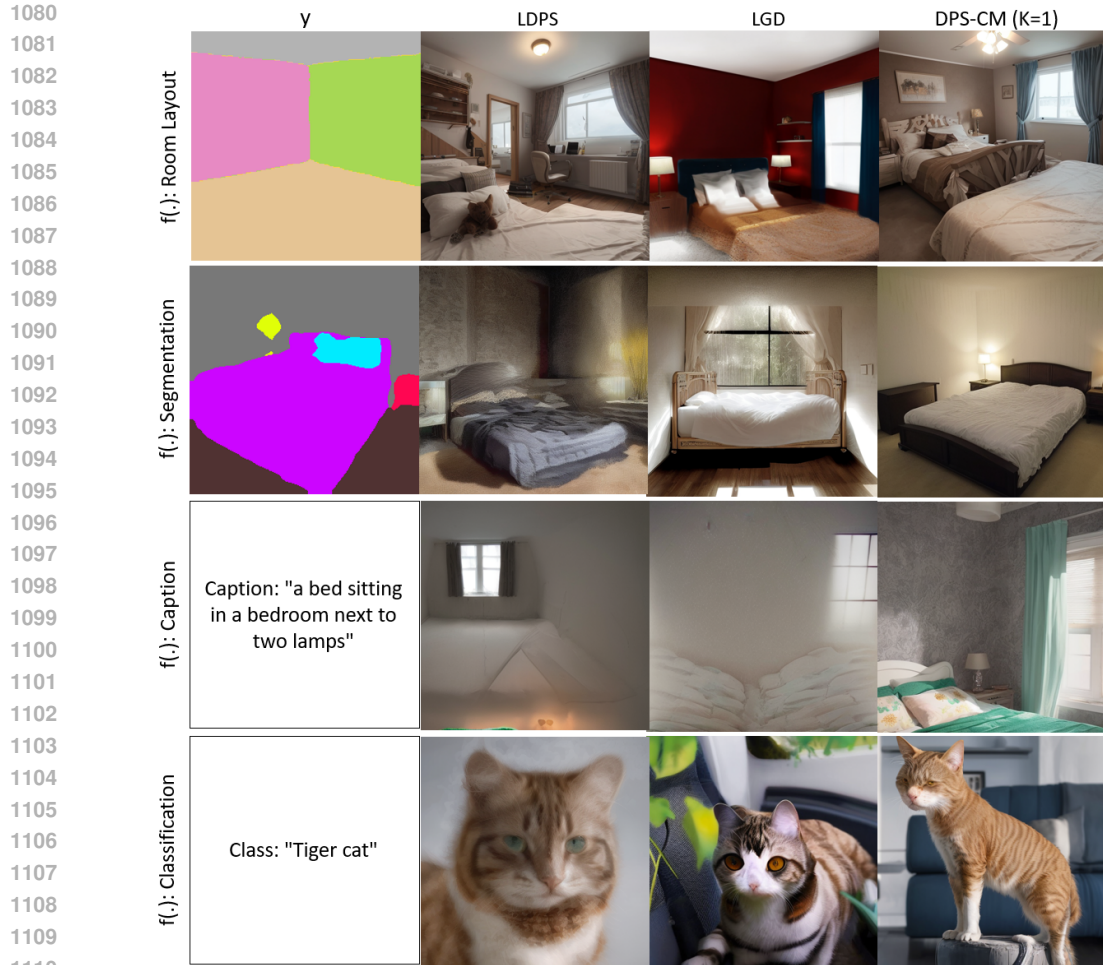 1080
1081
1082
1083
1084
1085
1086
1087
1088
1089
1090
1091
1092
1093
1094
1095
1096
1097
1098
1099
1100
1101
1102
1103
1104
1105
1106
1107
1108
1109
1110
y
LDPS
LGD
DPS-CM (K=1)
f(.): Room Layout
f(.): Segmentation
f(.): Caption
Caption: "a bed sitting
in a bedroom next to
two lamps"
f(.): Classification
Class: "Tiger cat"